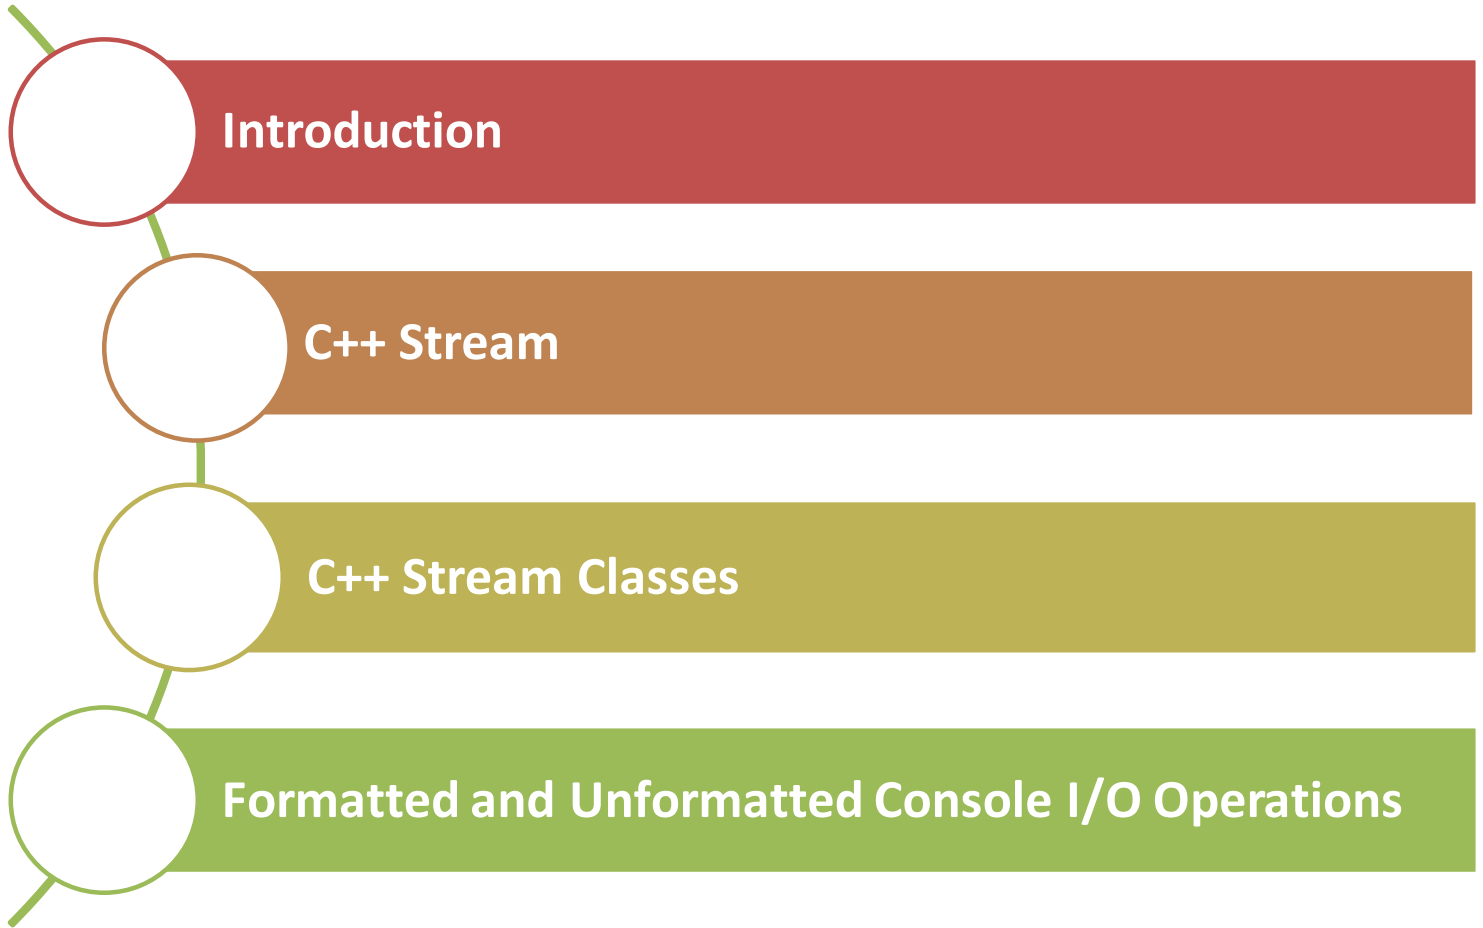 Introduction
C++ Stream
C++ Stream Classes
Formatted and Unformatted Console I/O Operations